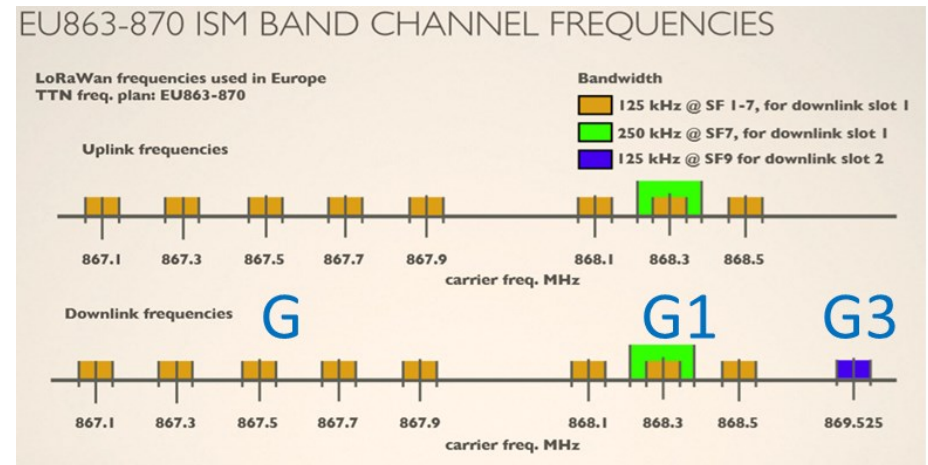 EU863-870 ISM BAND CHANNEL FREQUENCIES
LoRaWan frequencies used in Europe
TTN freq. plan: EU863-870
Bandwidth
125 kHz @ SF 1-7, for downlink slot 1
250 kHz @ SF7, for downlink slot 1
125 kHz @ SF9 for downlink slot 2
Uplink frequencies
867.1 867.3 867.5 867.7 867.9 868.1 868.3 868.5
carrier freq. MHz
Downlink frequencies G G1 G3
867.1 867.3 867.5 867.7 867.9 868.1 868.3 868.5 869.525
carrier freq. MHz